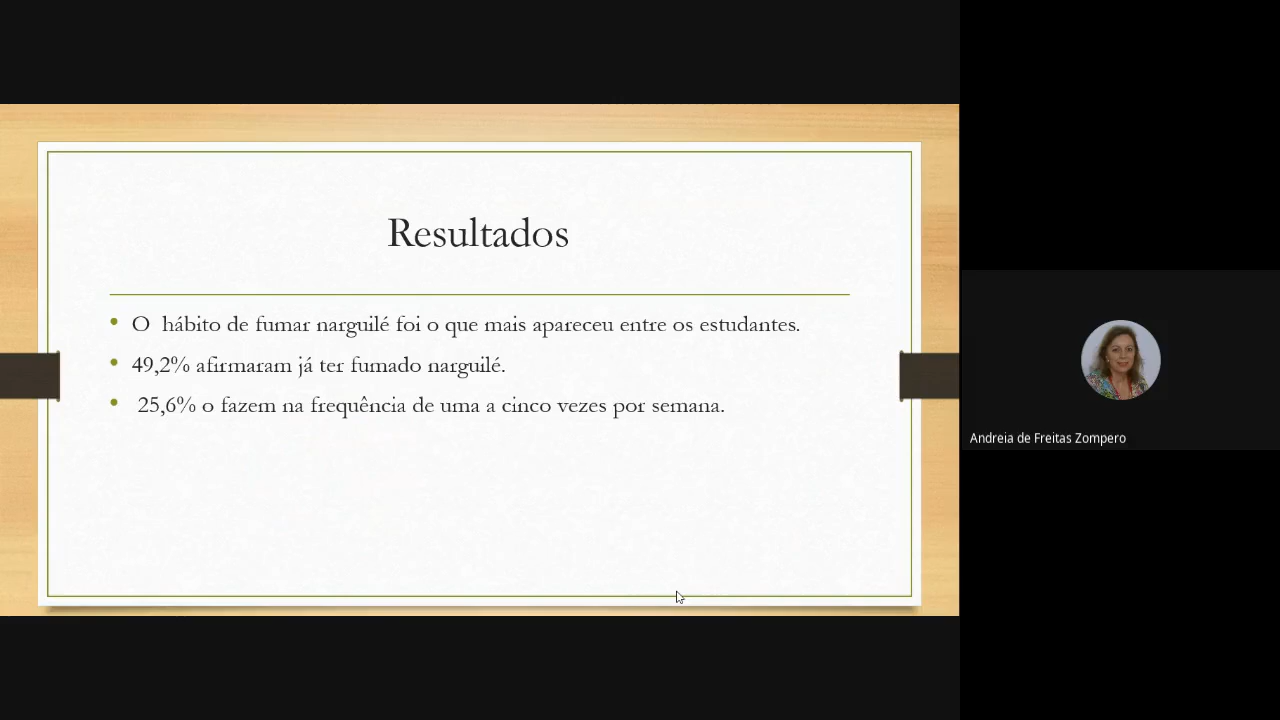 Resultados
• O  hábito de fumar narguilé foi o que mais apareceu entre os estudantes.
• 49,2% afirmaram já ter fumado narguilé.
•  25,6% o fazem na frequência de uma a cinco vezes por semana.
Andreia de Freitas Zompero